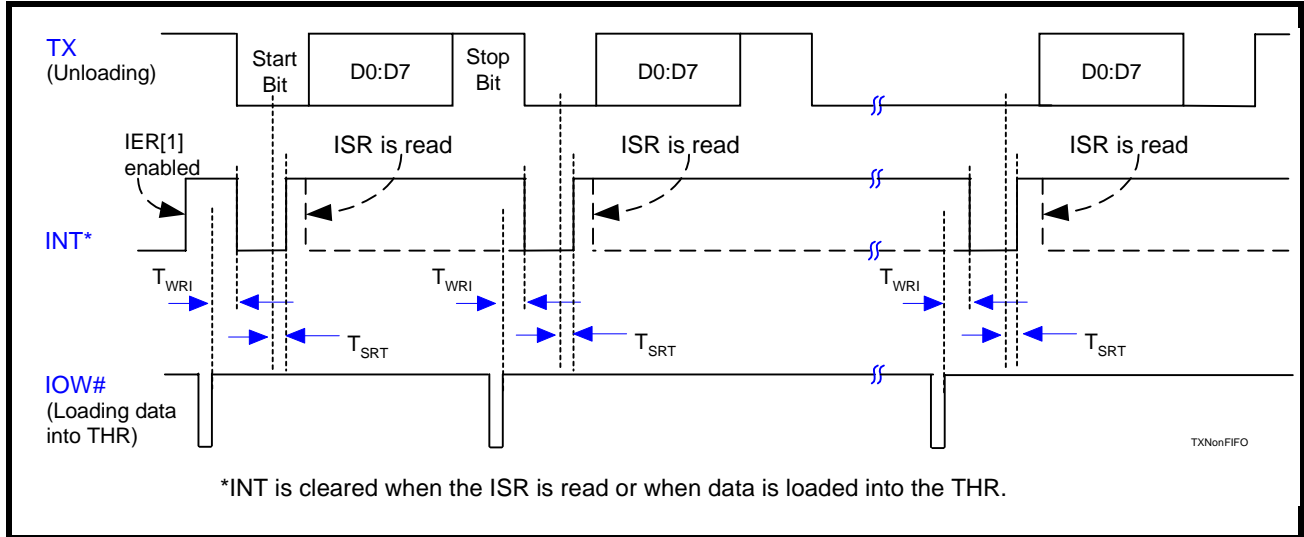 TX
(Unloading)
Start
Bit
D0:D7
Stop
Bit
D0:D7
D0:D7
IER[1]
enabled
ISR is read
ISR is read
ISR is read
INT*
TWRI
TWRI
TWRI
TSRT
TSRT
TSRT
IOW#
(Loading data
into THR)
TXNonFIFO
*INT is cleared when the ISR is read or when data is loaded into the THR.